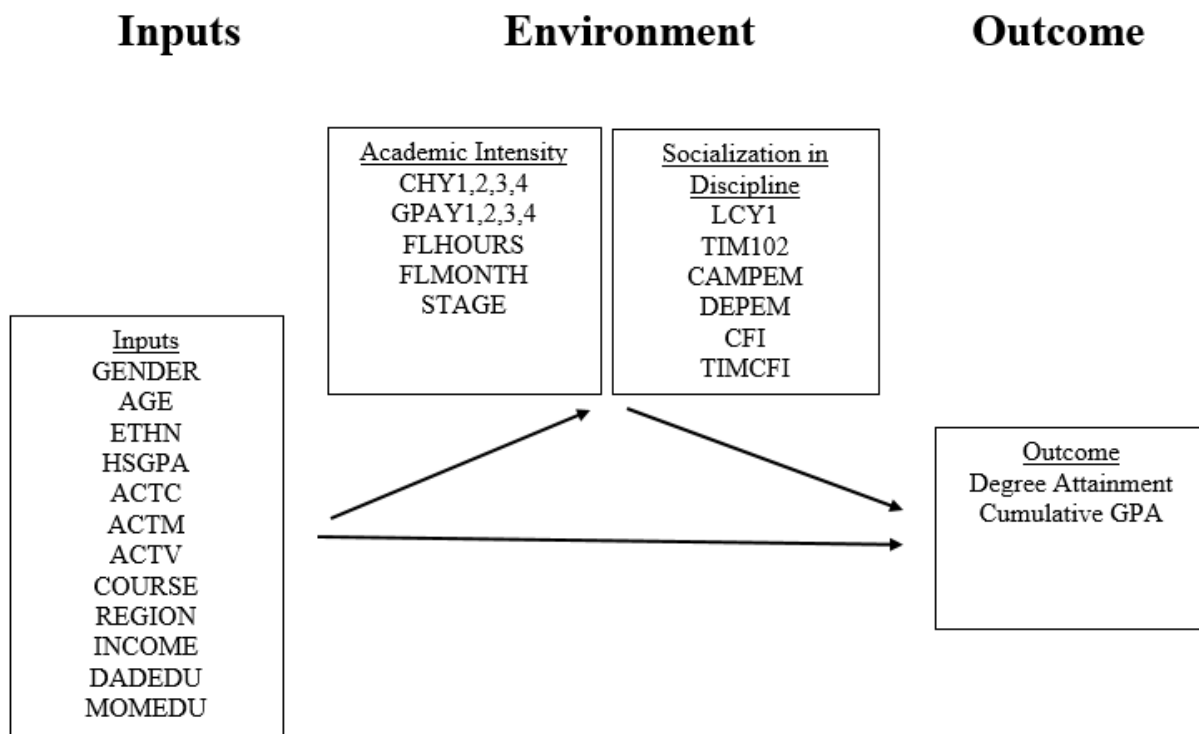 Inputs
Environment
Outcome
Academic Intensity
CHY1,2,3,4
GPAY1,2,3,4
FLHOURS
FLMONTH
STAGE
Socialization in
Discipline
LCY1
TIM102
CAMPEM
DEPEM
CFI
TIMCFI
Inputs
GENDER
AGE
ETHN
HSGPA
ACTC
ACTM
ACTV
COURSE
REGION
INCOME
DADEDU
MOMEDU
Outcome
Degree Attainment
Cumulative GPA